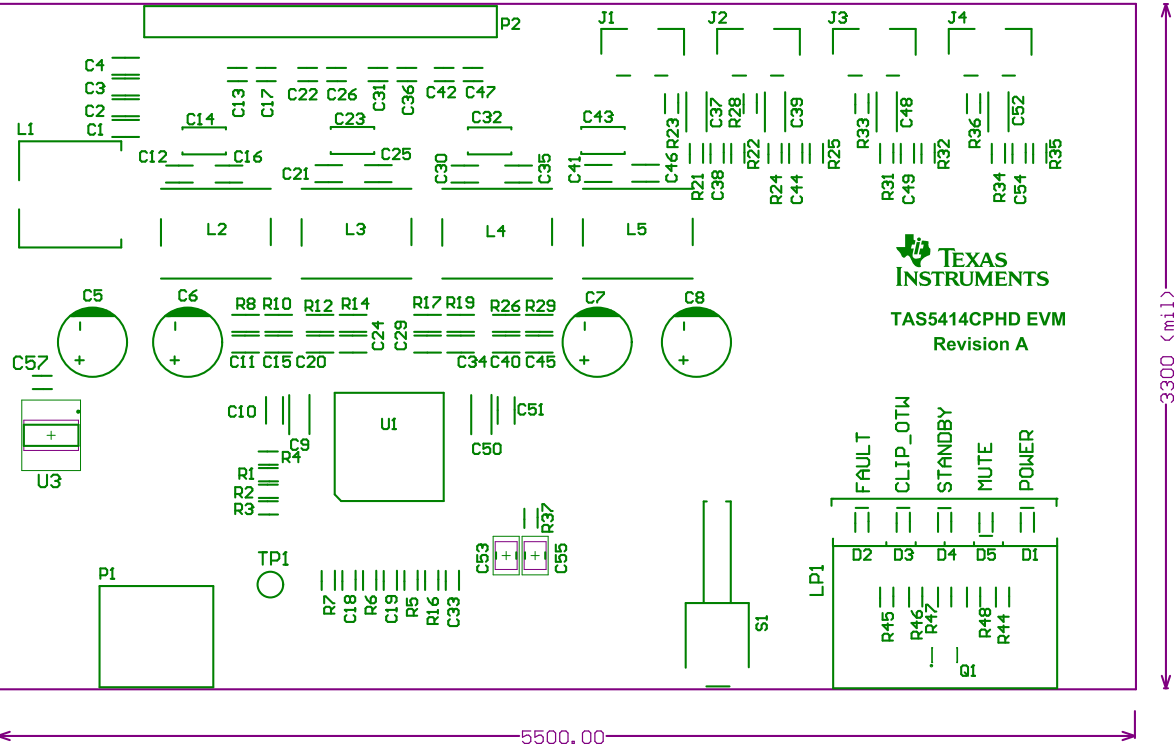 P2
J1
J2
J3
J4
C4
C3
C2
C1
L1
C13
C17
C22
C26
C31
C36
C42
C47
C14
C23
C32
C43
R23
C37
R28
C39
R33
C48
R36
C52
C12
C16
C21
C25
C30
C35
C41
C46
R21
C38
R22
R24
C44
R25
R31
C49
R32
R34
C54
R35
L2
L3
L4
L5
TEXAS
INSTRUMENTS
TAS5414CPHD EVM
Revision A
3300 (mil)
C5
C6
C7
C8
R8
R10
R12
R14
R17
R19
R26
R29
C24
C29
C11
C15
C20
C34
C40
C45
C57
U3
C10
C9
U1
C50
C51
R4
R1
R2
R3
FAULT
CLIP_OTW
STANDBY
MUTE
POWER
R37
C53
C55
D2
D3
D4
D5
D1
TP1
P1
LP1
R7
C18
R6
C19
R5
R16
C33
S1
R45
R46
R47
R48
R44
Q1
5500.00